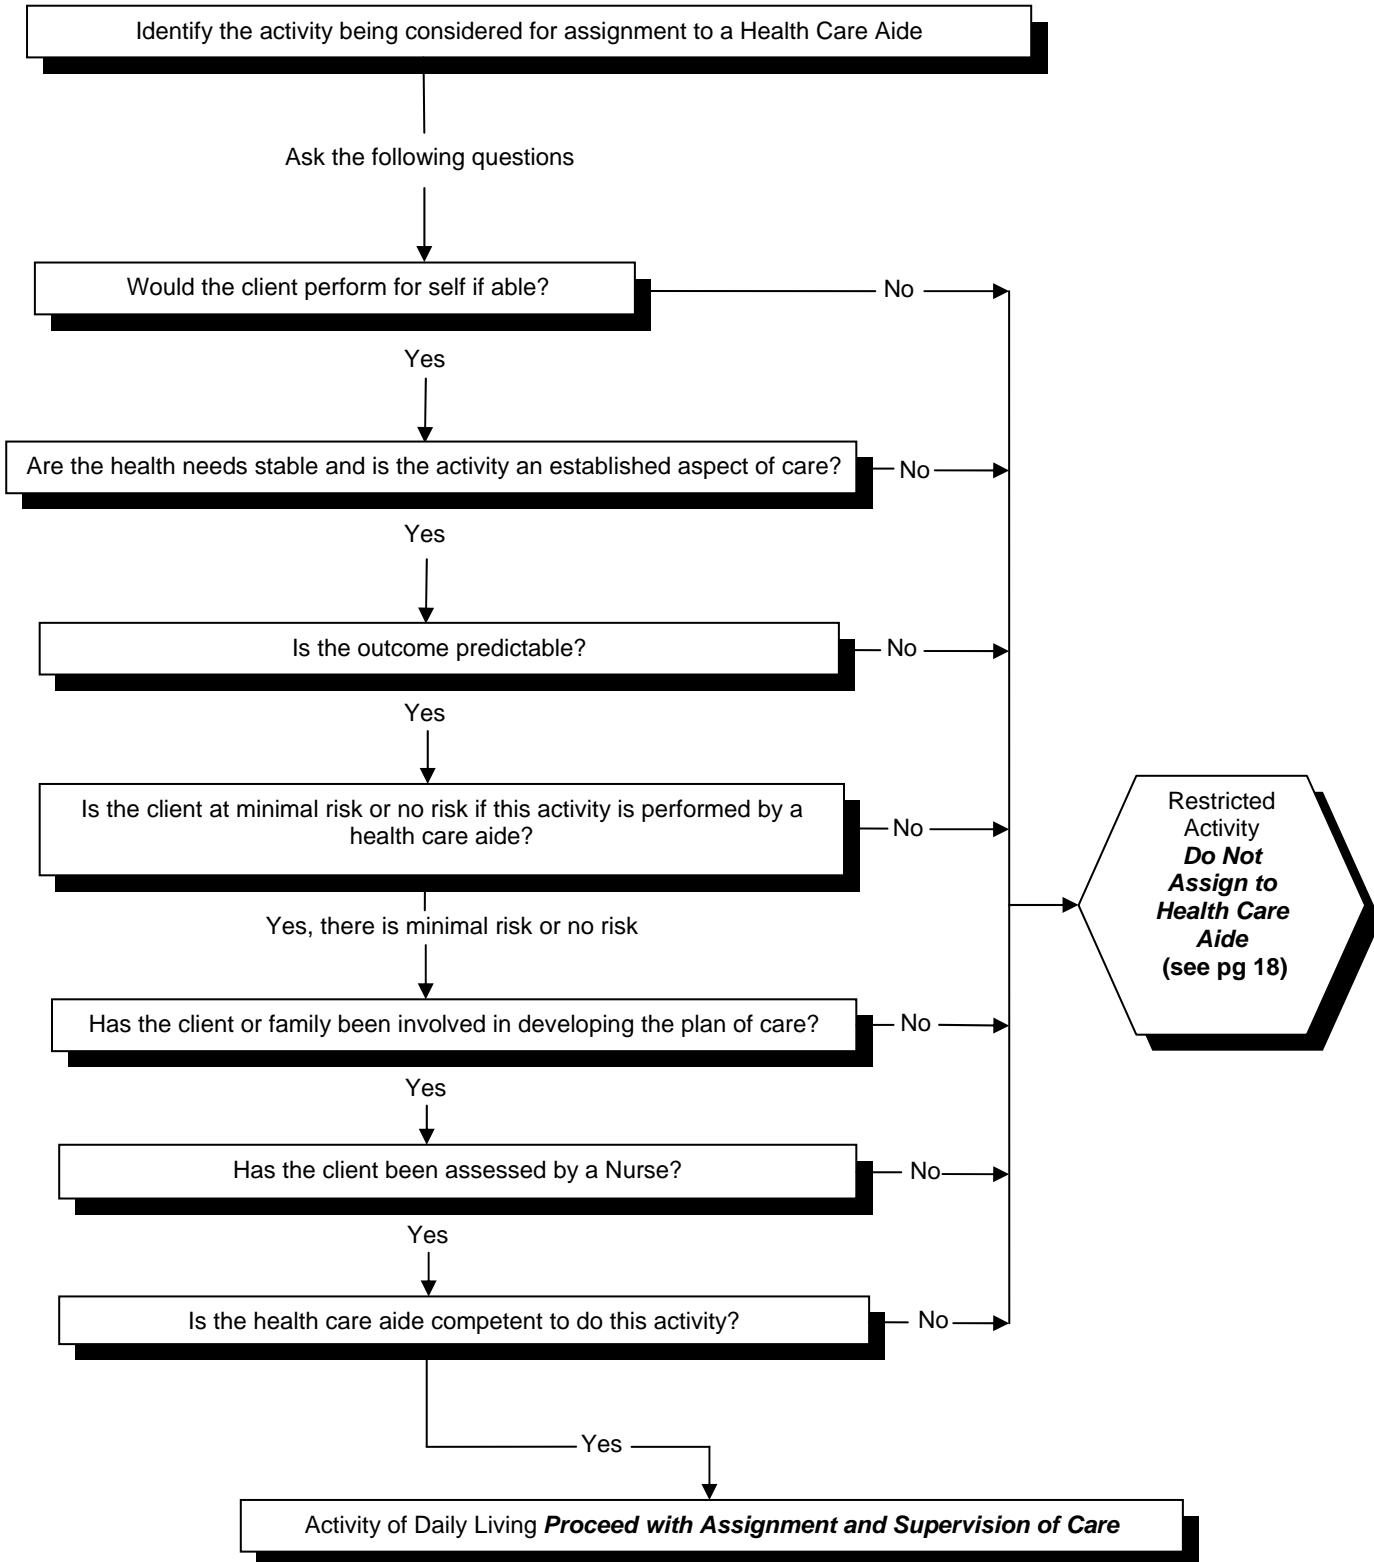 Identify the activity being considered for assignment to a Health Care Aide
Ask the following questions
Would the client perform for self if able?
No
Yes
Are the health needs stable and is the activity an established aspect of care?
No
Yes
Is the outcome predictable?
No
Yes
Is the client at minimal risk or no risk if this activity is performed by a
health care aide?
No
Restricted
Activity
Do Not
Assign to
Health Care
Aide
(see pg 18)
Yes, there is minimal risk or no risk
Has the client or family been involved in developing the plan of care?
No
Yes
Has the client been assessed by a Nurse?
No
Yes
Is the health care aide competent to do this activity?
No
Yes
Activity of Daily Living Proceed with Assignment and Supervision of Care